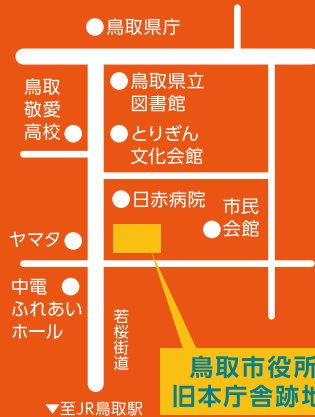 鳥取県庁
鳥取
敬愛
高校
鳥取県立
図書館
とりぎん
文化会館
日赤病院
市民
会館
ヤマタ
中電
ふれあい
ホール
若桜街道
鳥取市役所
旧本庁舎跡地
▼至JR鳥取駅